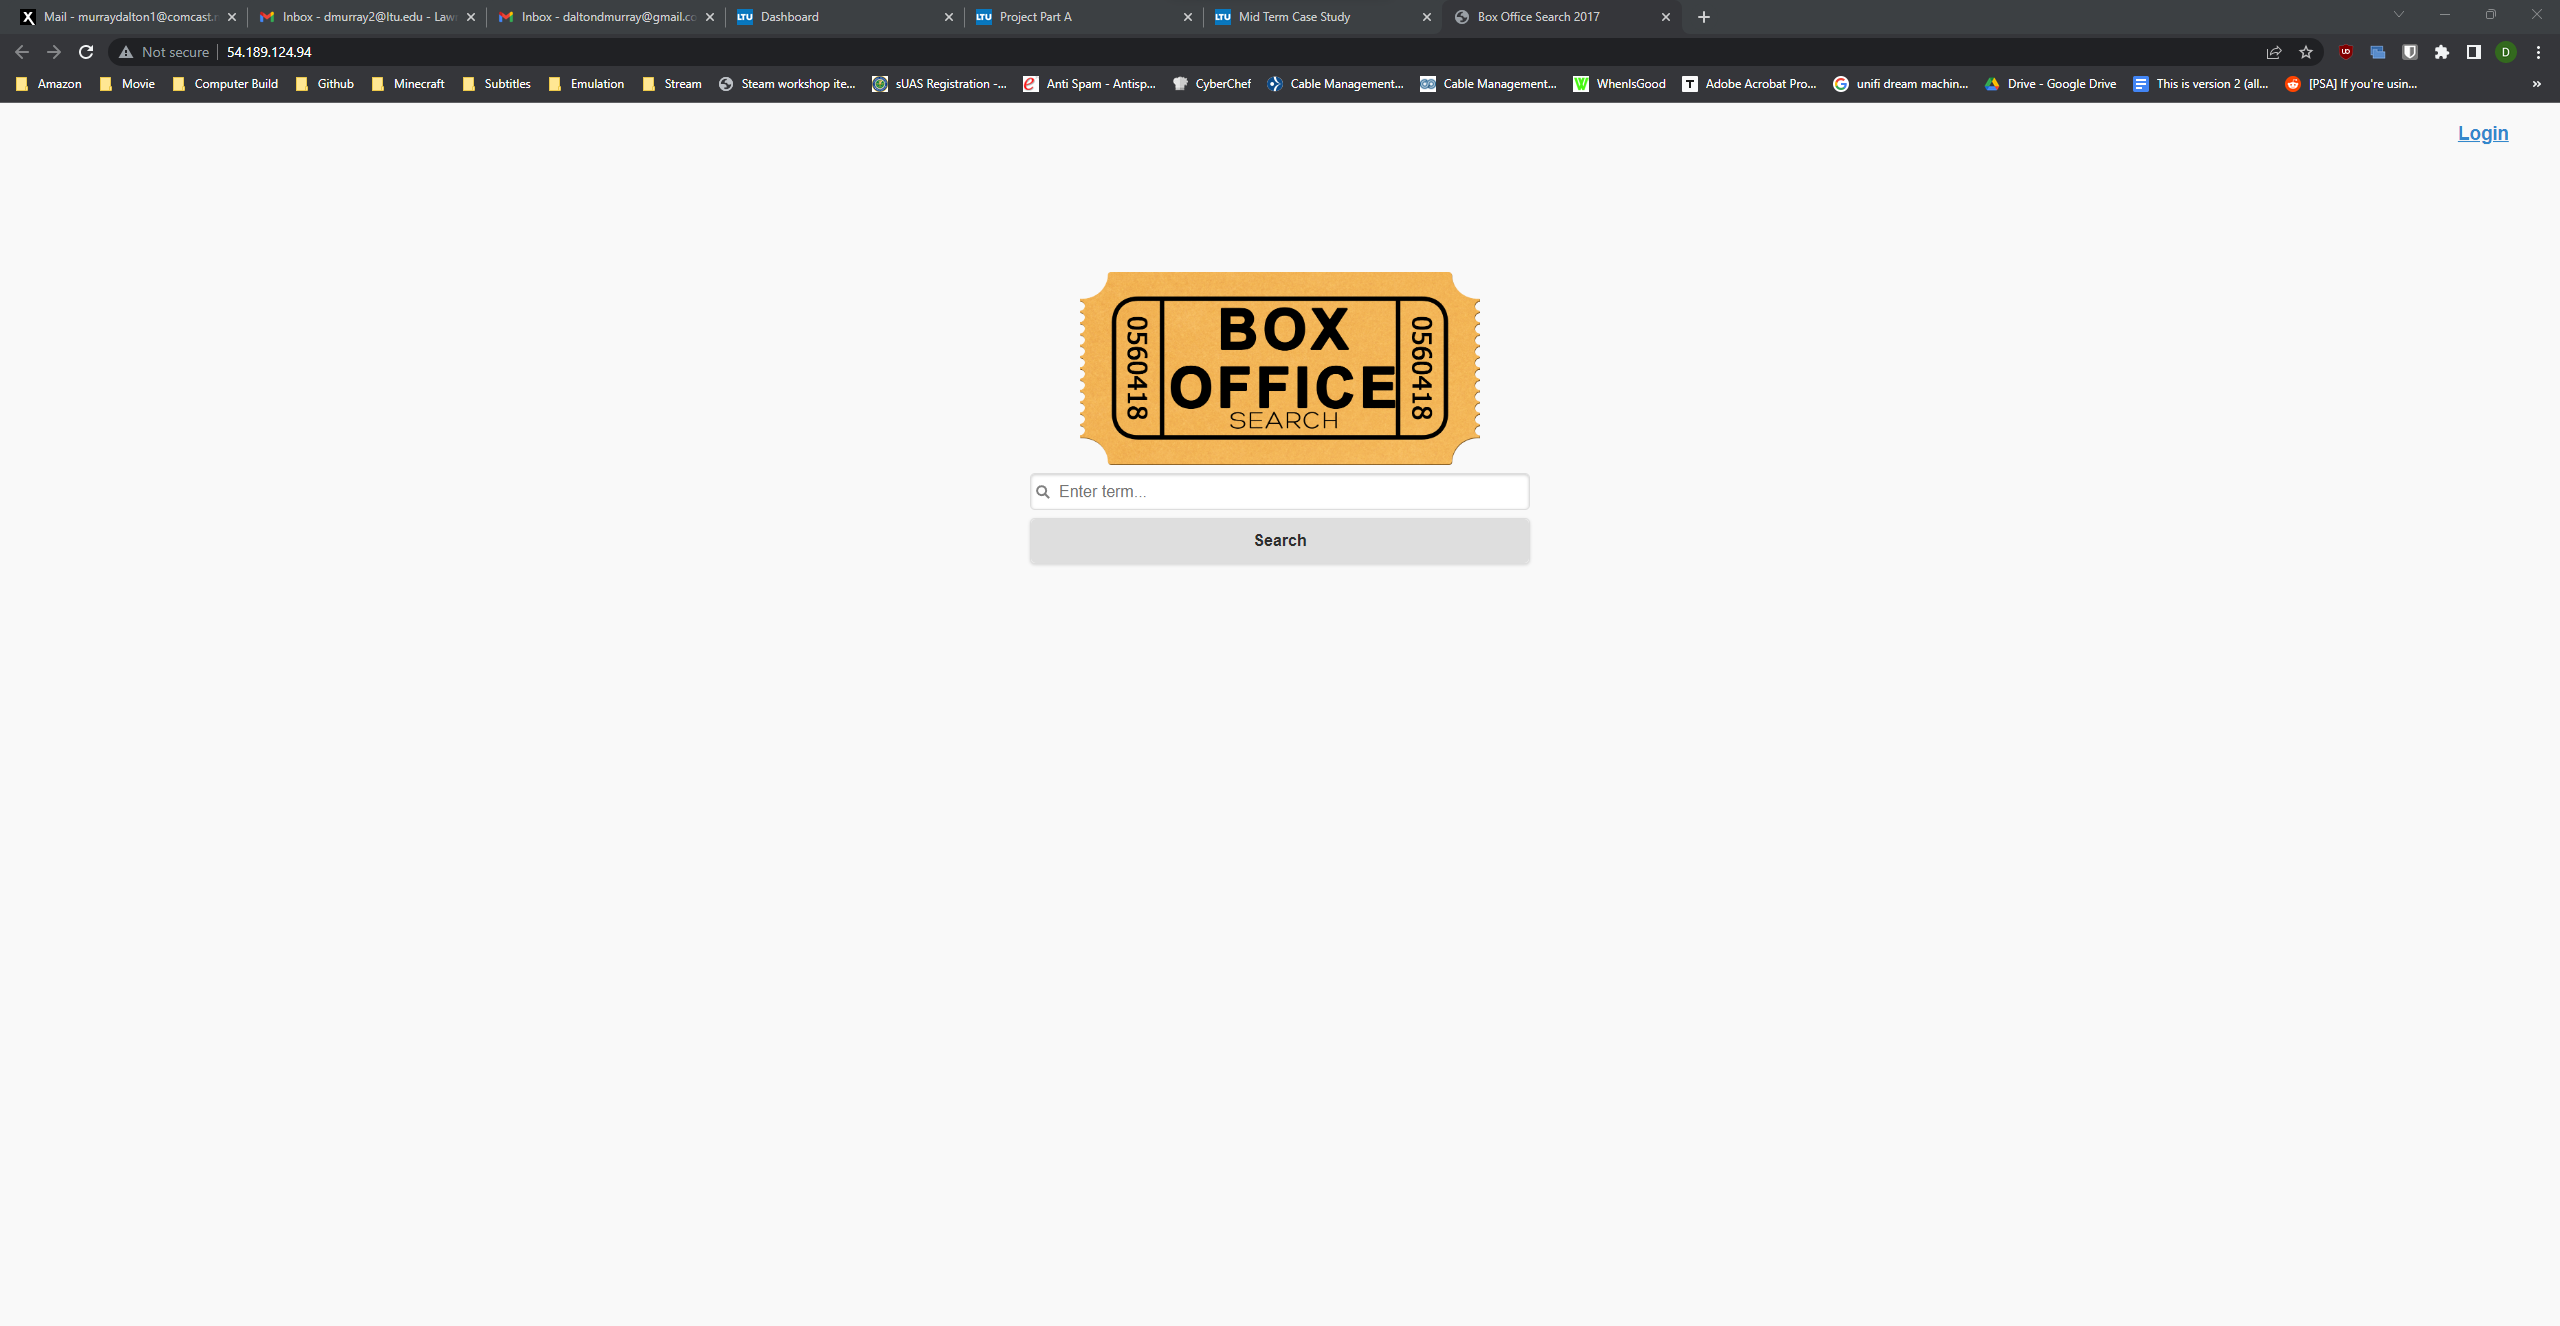 Mail - murraydalton1@comcast.r
Inbox - dmurray2@ltu.edu - Law
Inbox - daltondmurray@gmail.co
LTU Dashboard
LTU Project Part A
LTU Mid Term Case Study
Box Office Search 2017
Not secure 54.189.124.94
D
Amazon Movie Computer Build Github Minecraft Subtitles Emulation Stream Steam workshop ite... sUAS Registration -... Anti Spam - Antisp... CyberChef Cable Management... Cable Management... WhenIsGood Adobe Acrobat Pro... unifi dream machin... Drive - Google Drive This is version 2 (all... [PSA] If you're usin... »
Login
0560418
BOX
OFFICE
SEARCH
0560418
Enter term...
Search